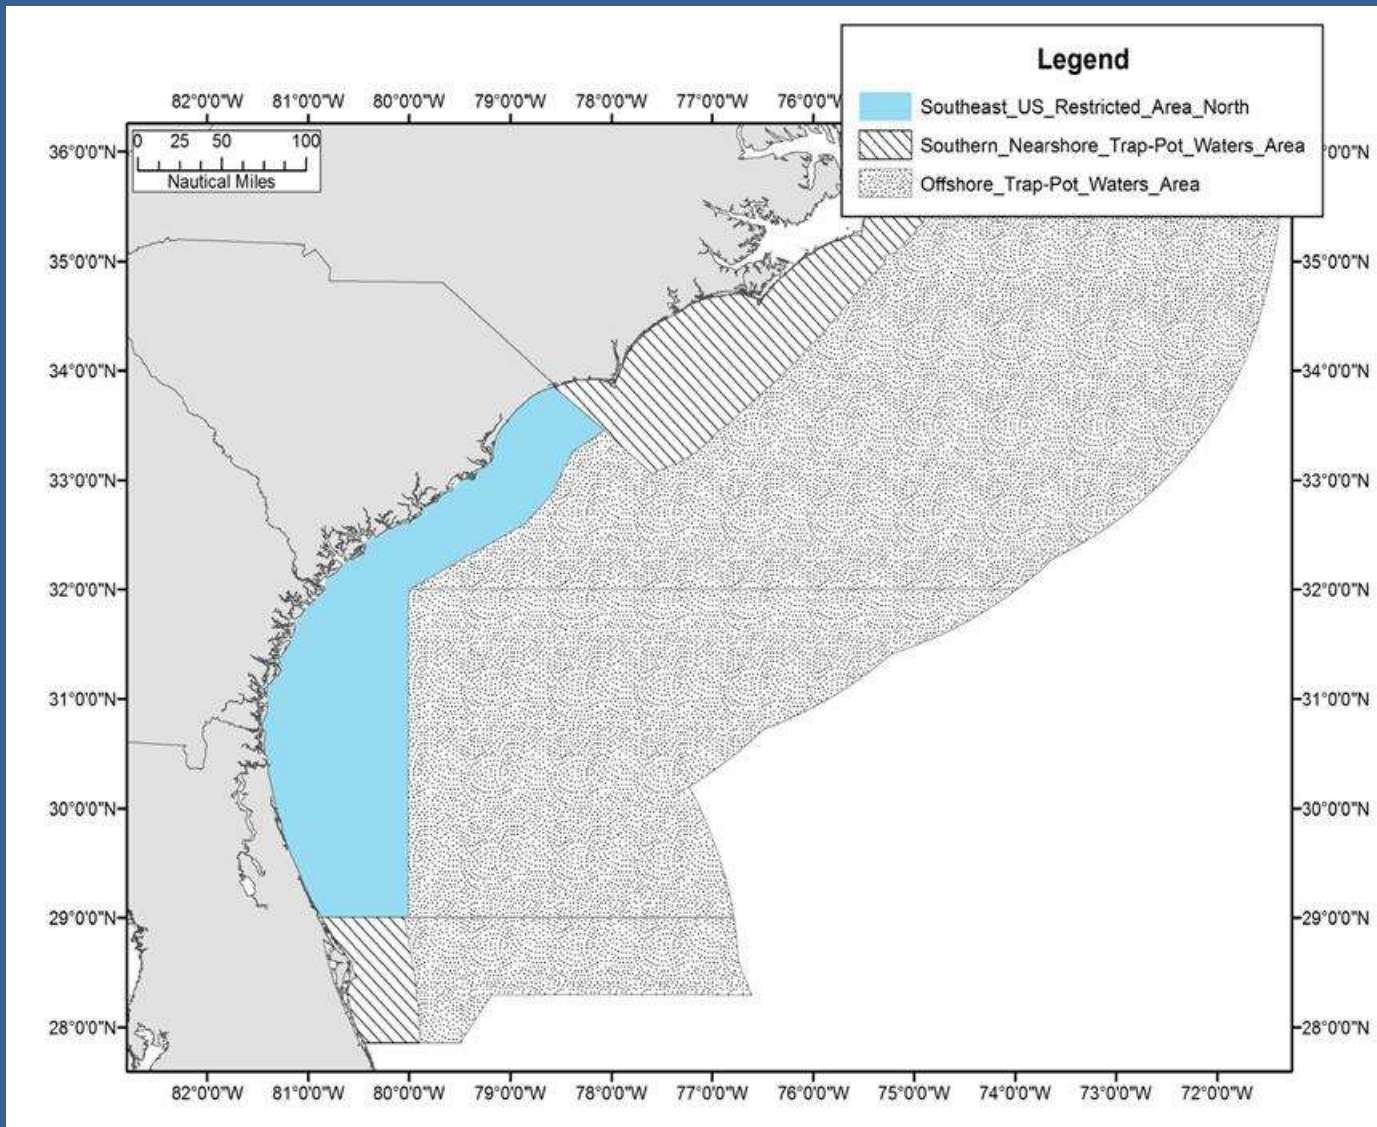 Legend
Southeast_US_Restricted_Area_North
Southern_Nearshore_Trap-Pot_Waters_Area
Offshore_Trap-Pot_Waters_Area
82°0'0"W 81°0'0"W 80°0'0"W 79°0'0"W 78°0'0"W 77°0'0"W 76°0'0"W
0 25 50 100
Nautical Miles
36°0'0"N °0'0"N
35°0'0"N 35°0'0"N
34°0'0"N 34°0'0"N
33°0'0"N 33°0'0"N
32°0'0"N 32°0'0"N
31°0'0"N 31°0'0"N
30°0'0"N 30°0'0"N
29°0'0"N 29°0'0"N
28°0'0"N 28°0'0"N
82°0'0"W 81°0'0"W 80°0'0"W 79°0'0"W 78°0'0"W 77°0'0"W 76°0'0"W 75°0'0"W 74°0'0"W 73°0'0"W 72°0'0"W